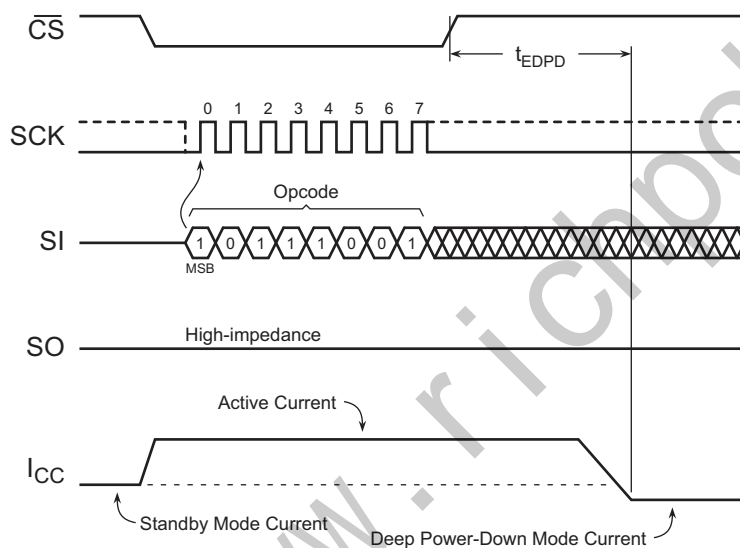 CS
tEDPD
0 1 2 3 4 5 6 7
SCK
Opcode
SI
1 0 1 1 1 0 0 1
MSB
High-impedance
SO
Active Current
ICC
Standby Mode Current
Deep Power-Down Mode Current
w.richpc